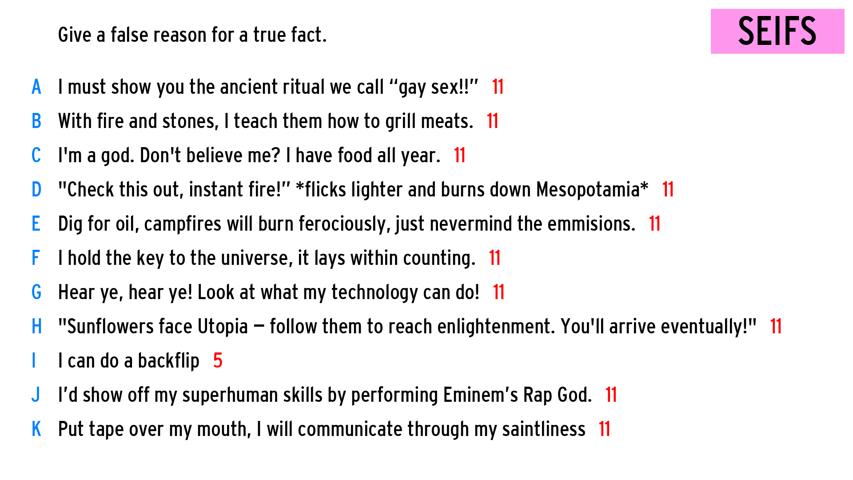 Give a false reason for a true fact.
SEIFS
A I must show you the ancient ritual we call “gay sex!!” 11
B With fire and stones, I teach them how to grill meats. 11
C I'm a god. Don't believe me? I have food all year. 11
D "Check this out, instant fire!” *flicks lighter and burns down Mesopotamia* 11
E Dig for oil, campfires will burn ferociously, just nevermind the emmisions. 11
F I hold the key to the universe, it lays within counting. 11
G Hear ye, hear ye! Look at what my technology can do! 11
H "Sunflowers face Utopia – follow them to reach enlightenment. You'll arrive eventually!" 11
I I can do a backflip 5
J I’d show off my superhuman skills by performing Eminem’s Rap God. 11
K Put tape over my mouth, I will communicate through my saintliness 11